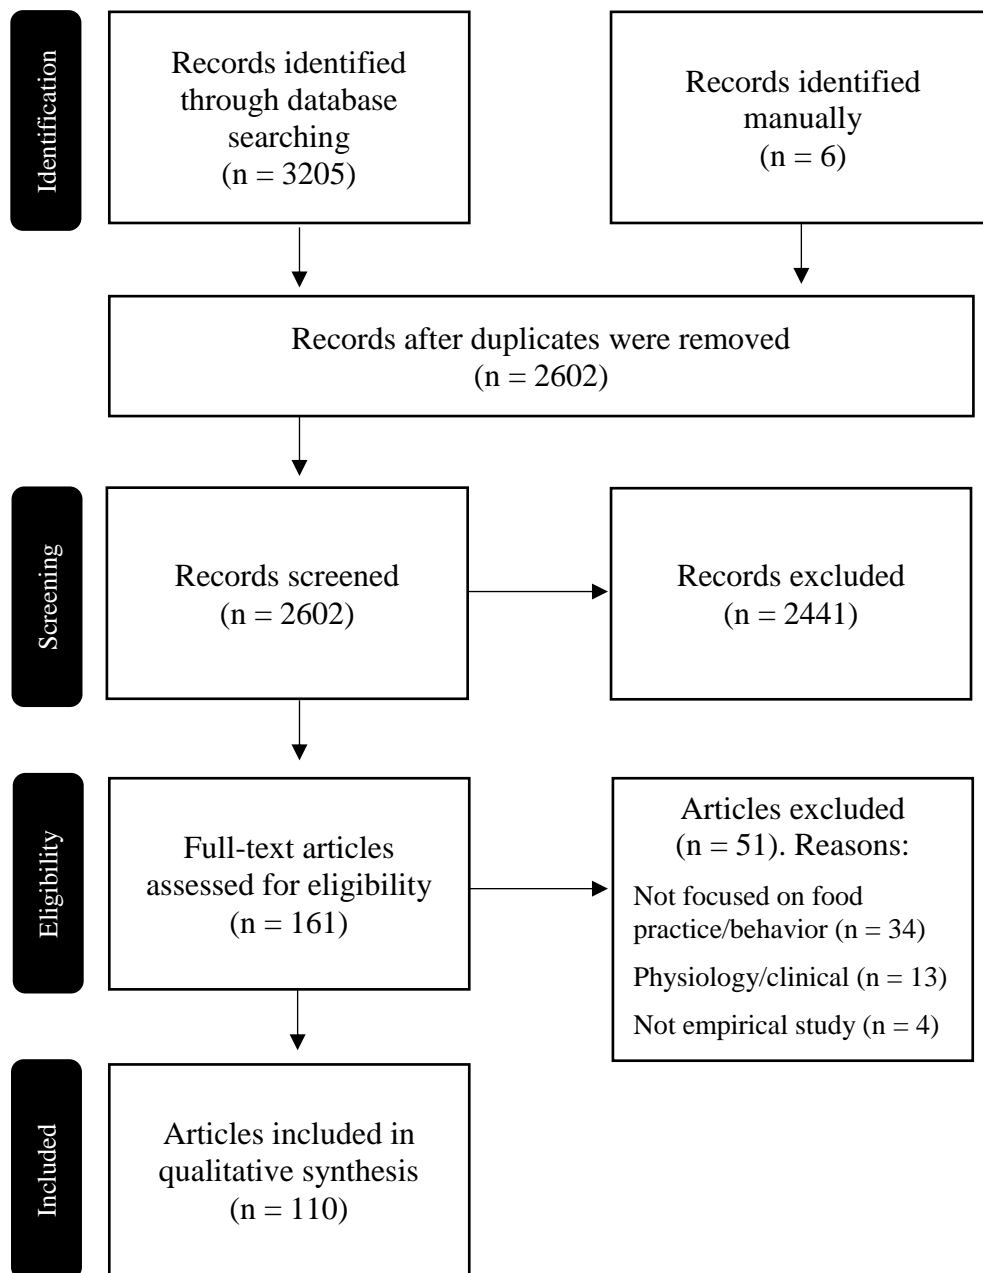 Identification
Records identified
through database
searching
(n = 3205)
Records identified
manually
(n = 6)
Records after duplicates were removed
(n = 2602)
Screening
Records screened
(n = 2602)
Records excluded
(n = 2441)
Eligibility
Full-text articles
assessed for eligibility
(n = 161)
Articles excluded
(n = 51). Reasons:
Not focused on food
practice/behavior (n = 34)
Physiology/clinical (n = 13)
Not empirical study (n = 4)
Included
Articles included in
qualitative synthesis
(n = 110)